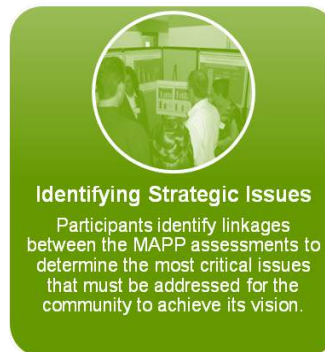 Identifying Strategic Issues
Participants identify linkages
between the MAPP assessments to
determine the most critical issues
that must be addressed for the
community to achieve its vision.